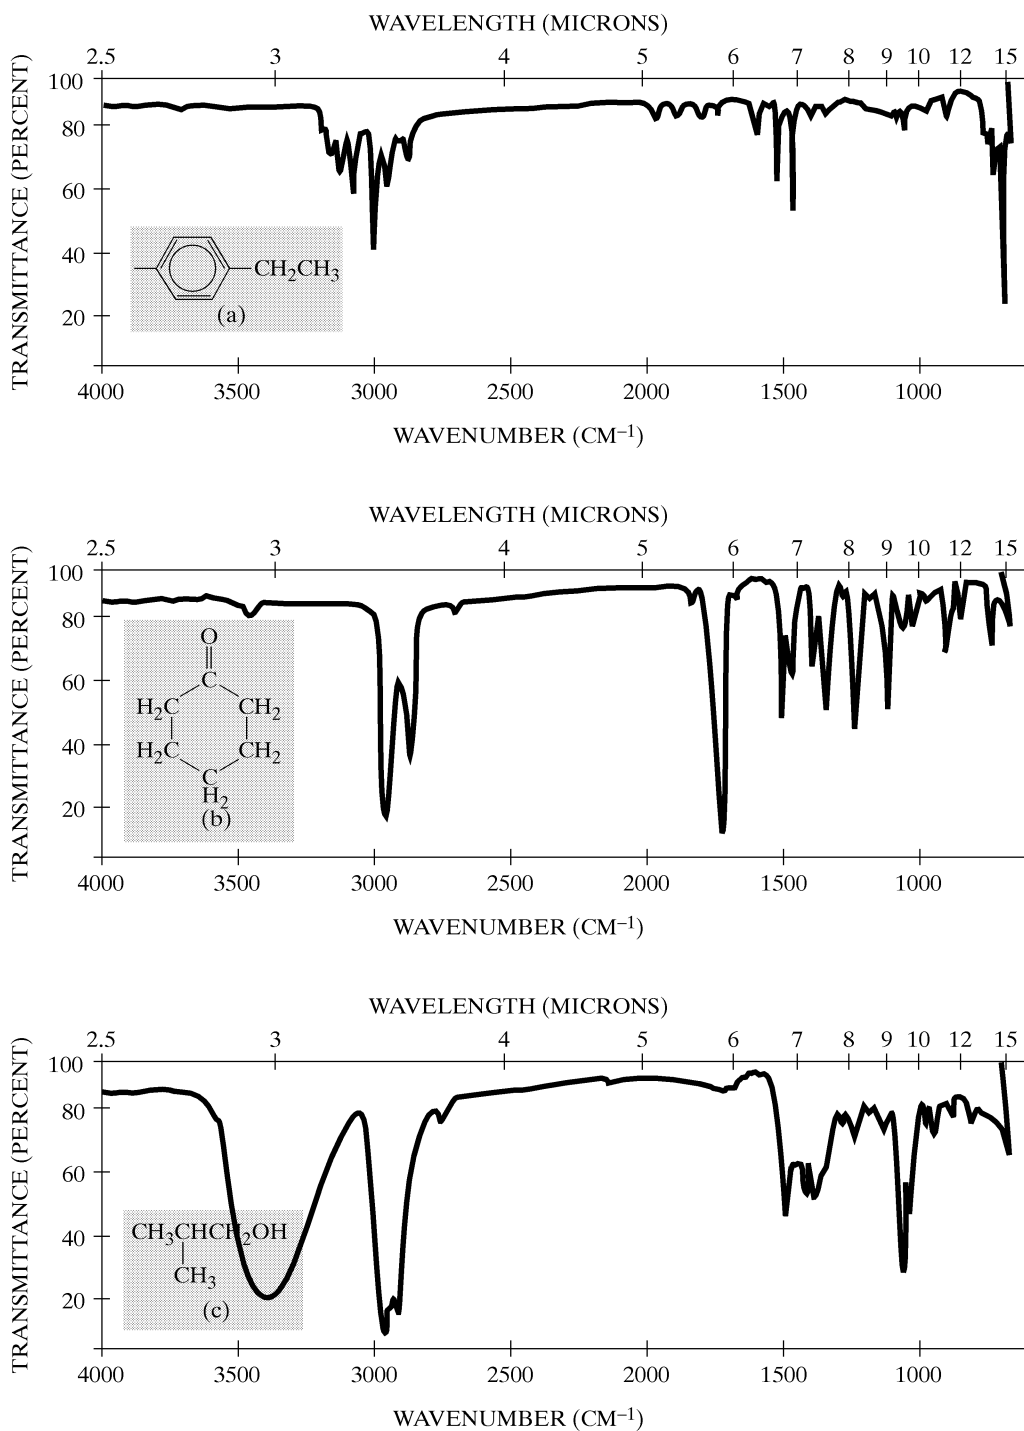 WAVELENGTH (MICRONS)
2.5 3 4 5 6 7 8 9 10 12 15
TRANSMITTANCE (PERCENT)
100
80
60
40
20
CH₂CH₃
(a)
4000 3500 3000 2500 2000 1500 1000
WAVENUMBER (CM⁻¹)
WAVELENGTH (MICRONS)
2.5 3 4 5 6 7 8 9 10 12 15
TRANSMITTANCE (PERCENT)
100
80
60
40
20
O
C
H₂C CH₂
H₂C CH₂
C
H₂
(b)
4000 3500 3000 2500 2000 1500 1000
WAVENUMBER (CM⁻¹)
WAVELENGTH (MICRONS)
2.5 3 4 5 6 7 8 9 10 12 15
TRANSMITTANCE (PERCENT)
100
80
60
40
20
CH₃CHCH₂OH
CH₃
(c)
4000 3500 3000 2500 2000 1500 1000
WAVENUMBER (CM⁻¹)